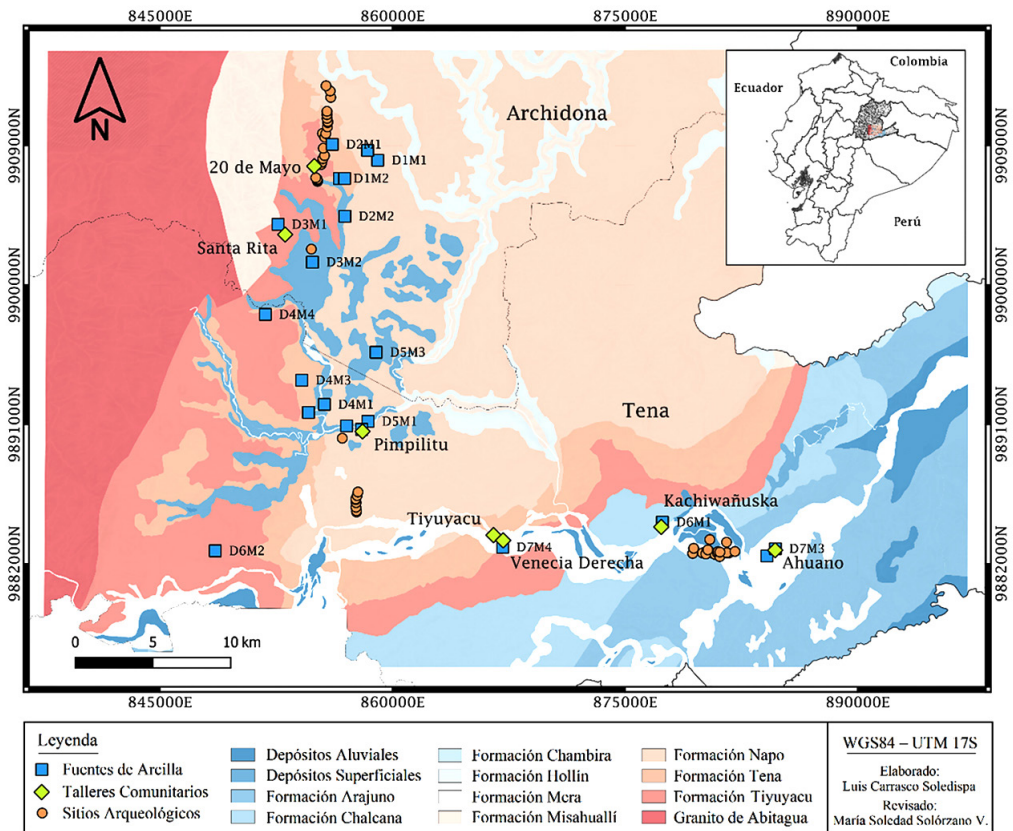 845000E
860000E
875000E
890000E
9909000N
9900000N
9891000N
9882000N
9909000N
9900000N
9891000N
9882000N
N
Archidona
Tena
Ecuador
Colombia
Perú
D2M1
D1M1
20 de Mayo
D1M2
D2M2
D3M1
Santa Rita
D3M2
D4M4
D5M3
D4M3
D4M1
D5M1
Pimpilitu
Kachiwañuska
Tiyuyacu
D6M1
D6M2
D7M4
D7M3
Venecia Derecha
Ahuano
0
5
10 km
845000E
860000E
875000E
890000E
Leyenda
Fuentes de Arcilla
Talleres Comunitarios
Sitios Arqueológicos
Depósitos Aluviales
Depósitos Superficiales
Formación Arajuno
Formación Chalcana
Formación Chambira
Formación Hollin
Formación Mera
Formación Misahuallí
Formación Napo
Formación Tena
Formación Tiyuyacu
Granito de Abitagua
WGS84 – UTM 17S
Elaborado:
Luis Carrasco Soledispa
Revisado:
María Soledad Solórzano V.